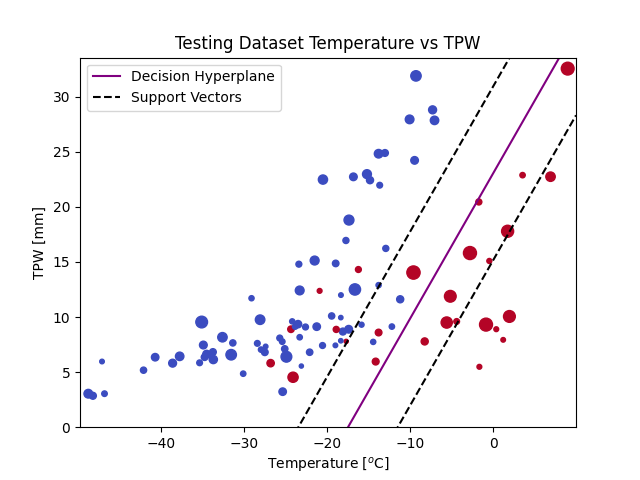 Testing Dataset Temperature vs TPW
Decision Hyperplane
Support Vectors
TPW [mm]
30
25
20
15
10
5
0
−40
−30
−20
−10
0
Temperature [°C]